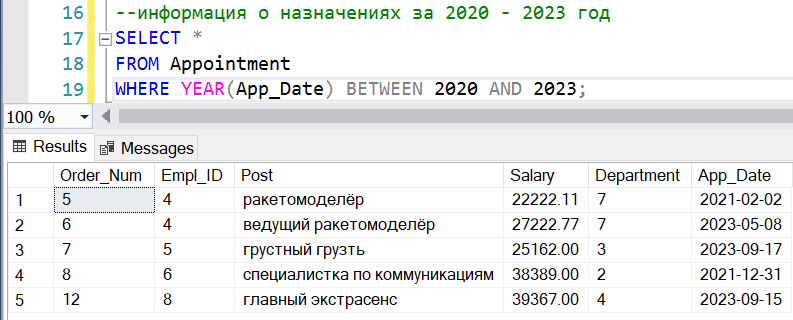 16 --информация о назначениях за 2020 - 2023 год
17 SELECT *
18 FROM Appointment
19 WHERE YEAR(App_Date) BETWEEN 2020 AND 2023;
100 %
Results Messages
Order_Num Empl_ID Post Salary Department App_Date
1 5 4 ракетомоделёр 22222.11 7 2021-02-02
2 6 4 ведущий ракетомоделёр 27222.77 7 2023-05-08
3 7 5 грустный грузть 25162.00 3 2023-09-17
4 8 6 специалистка по коммуникациям 38389.00 2 2021-12-31
5 12 8 главный экстрасенс 39367.00 4 2023-09-15